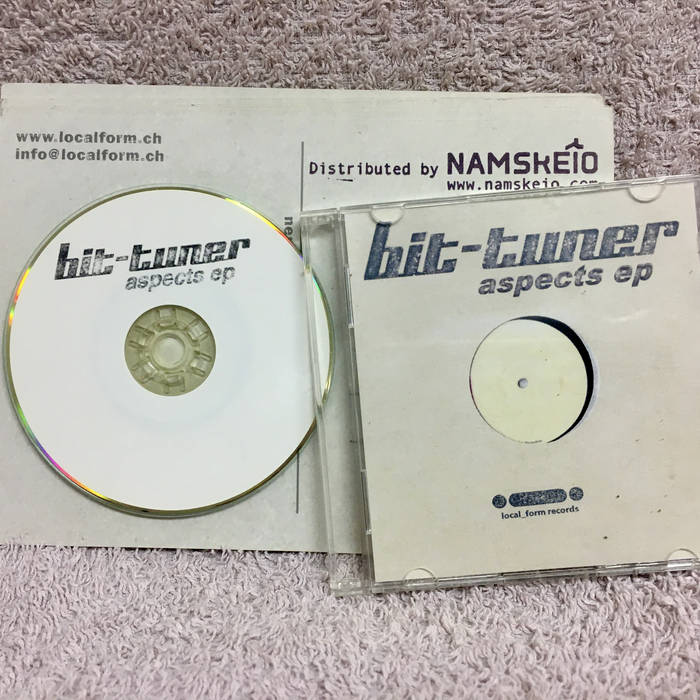 www.localform.ch
info@localform.ch
Distributed by NAMSKEIO
www.namskeio.com
bit-tuner
aspects ep
bit-tuner
aspects ep
local_form records